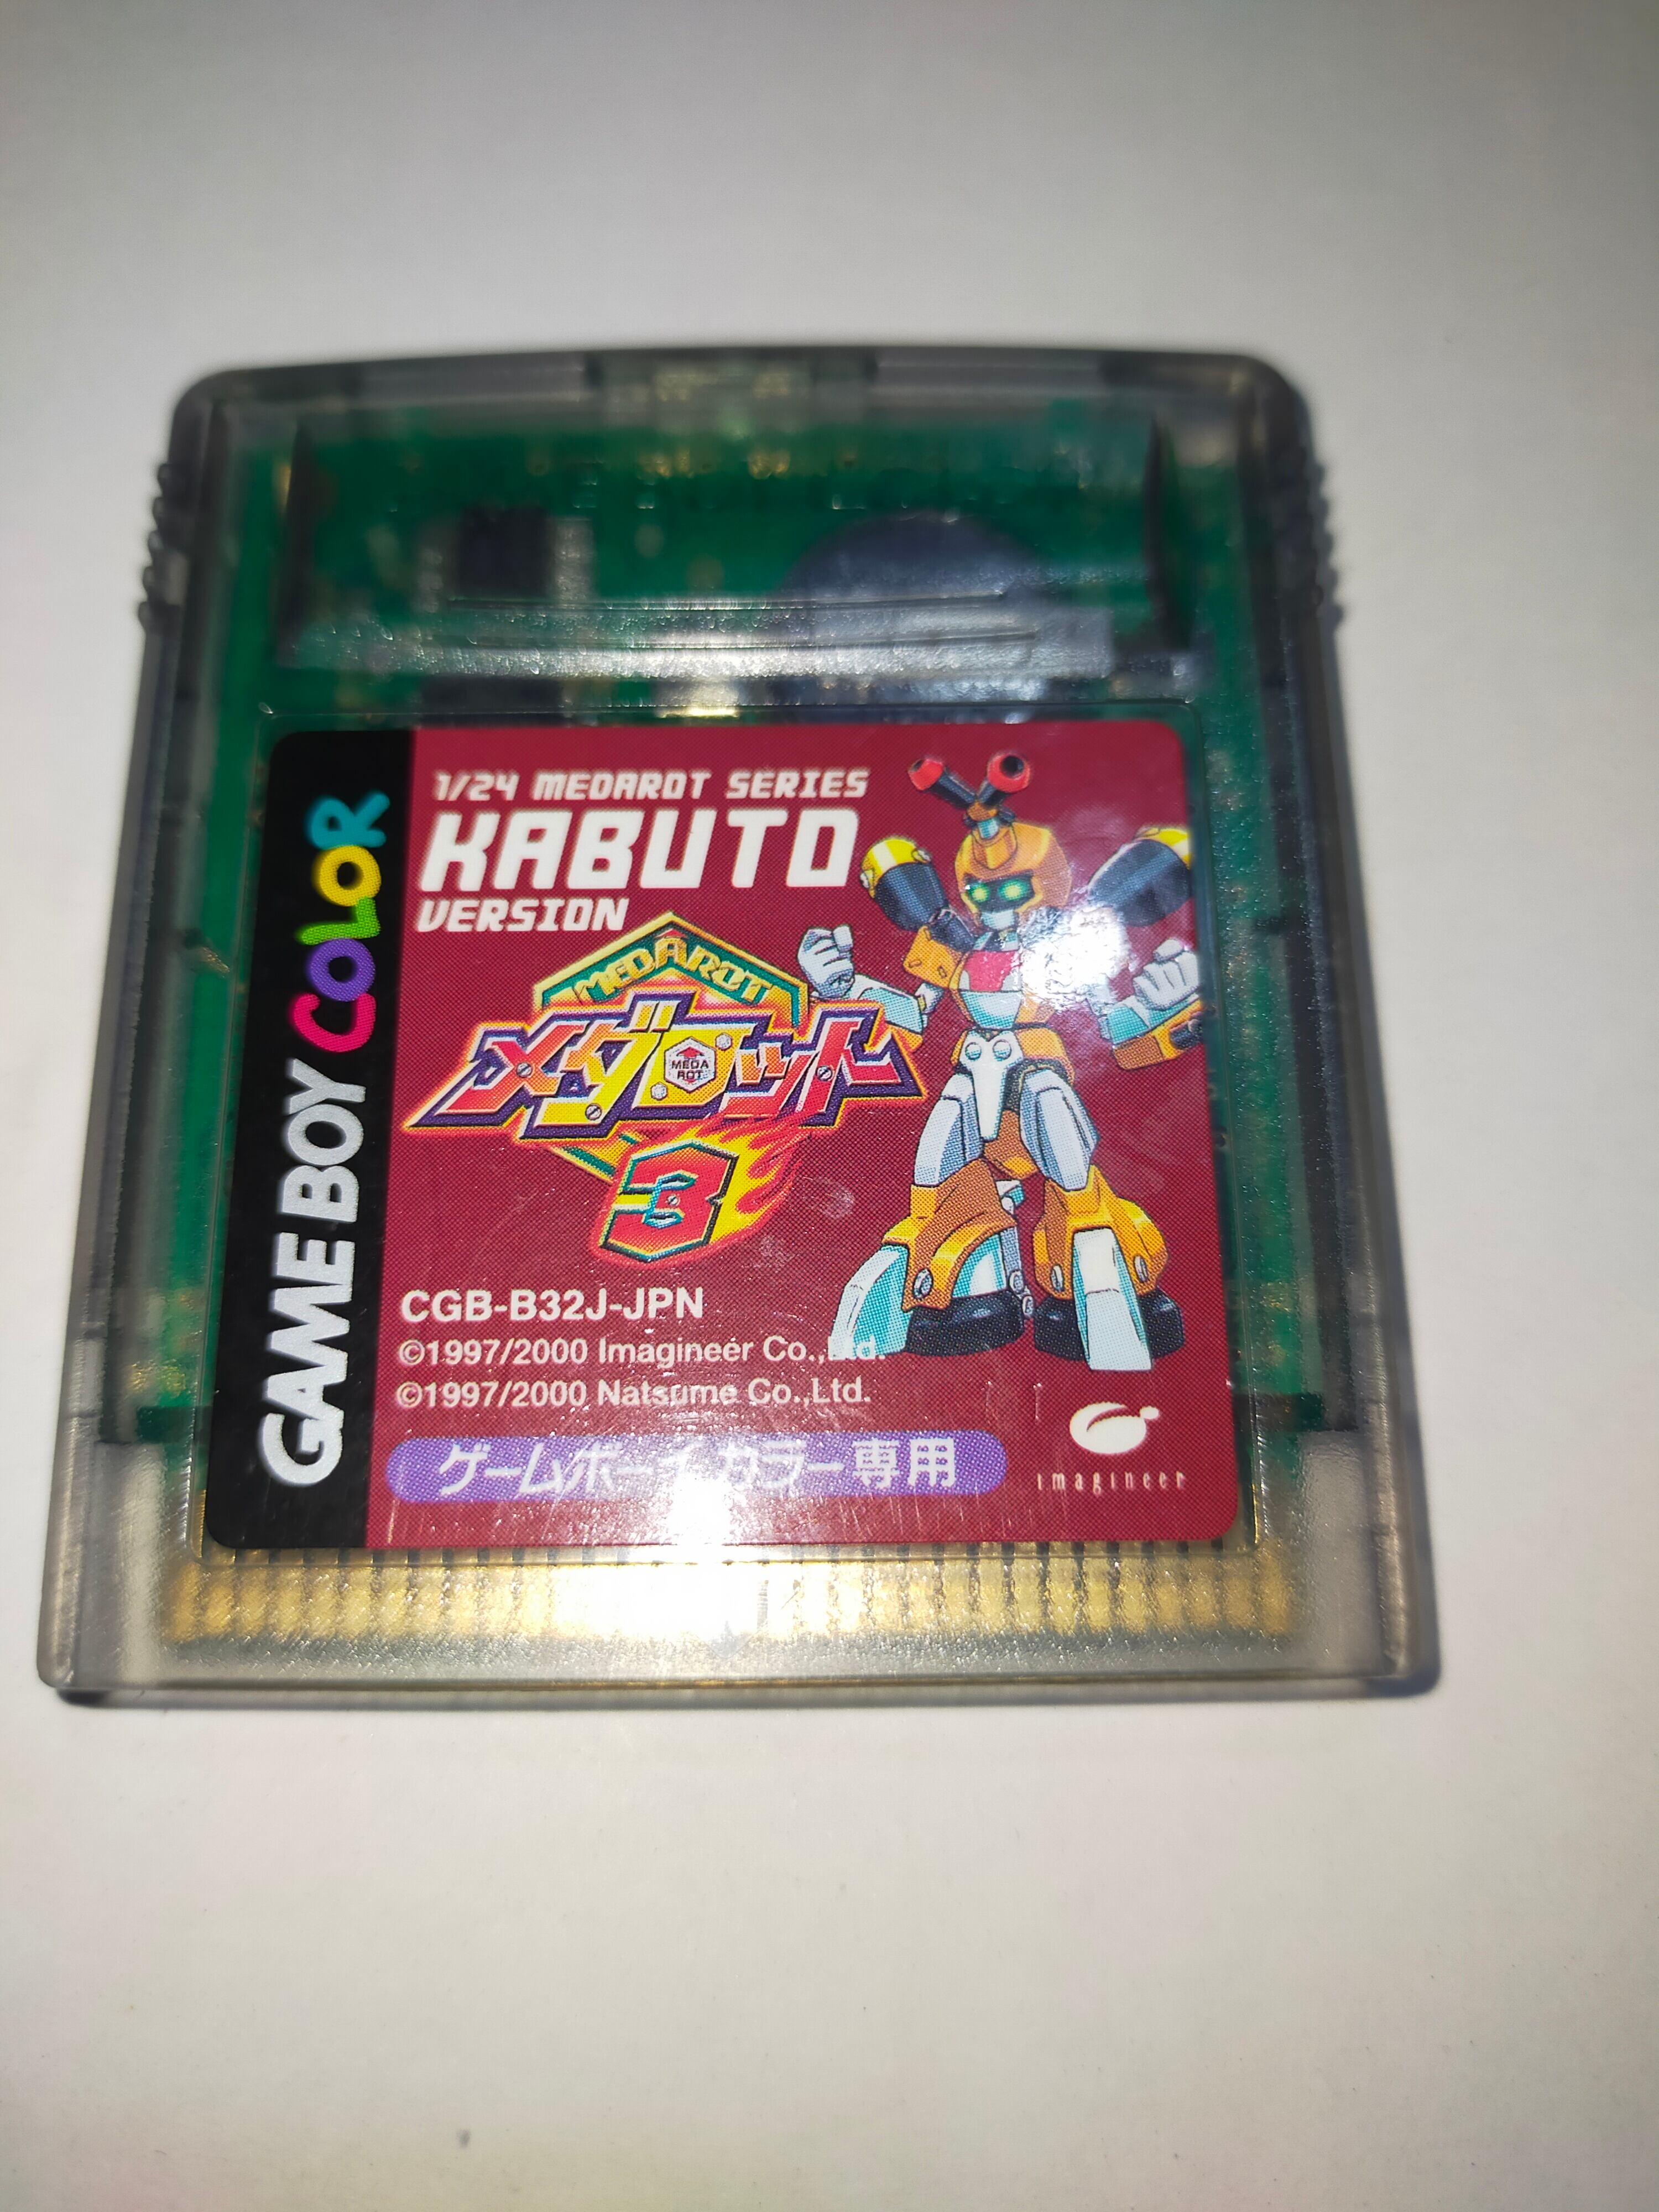 GAME BOY COLOR
1/24 MEDAROT SERIES
KABUTO
VERSION
MEDAROT
メダロット
MEDA
ROT
3
CGB-B32J-JPN
©1997/2000 Imagineer Co.,Ltd.
©1997/2000 Natsume Co.,Ltd.
ゲームボーイカラー専用
imagineer